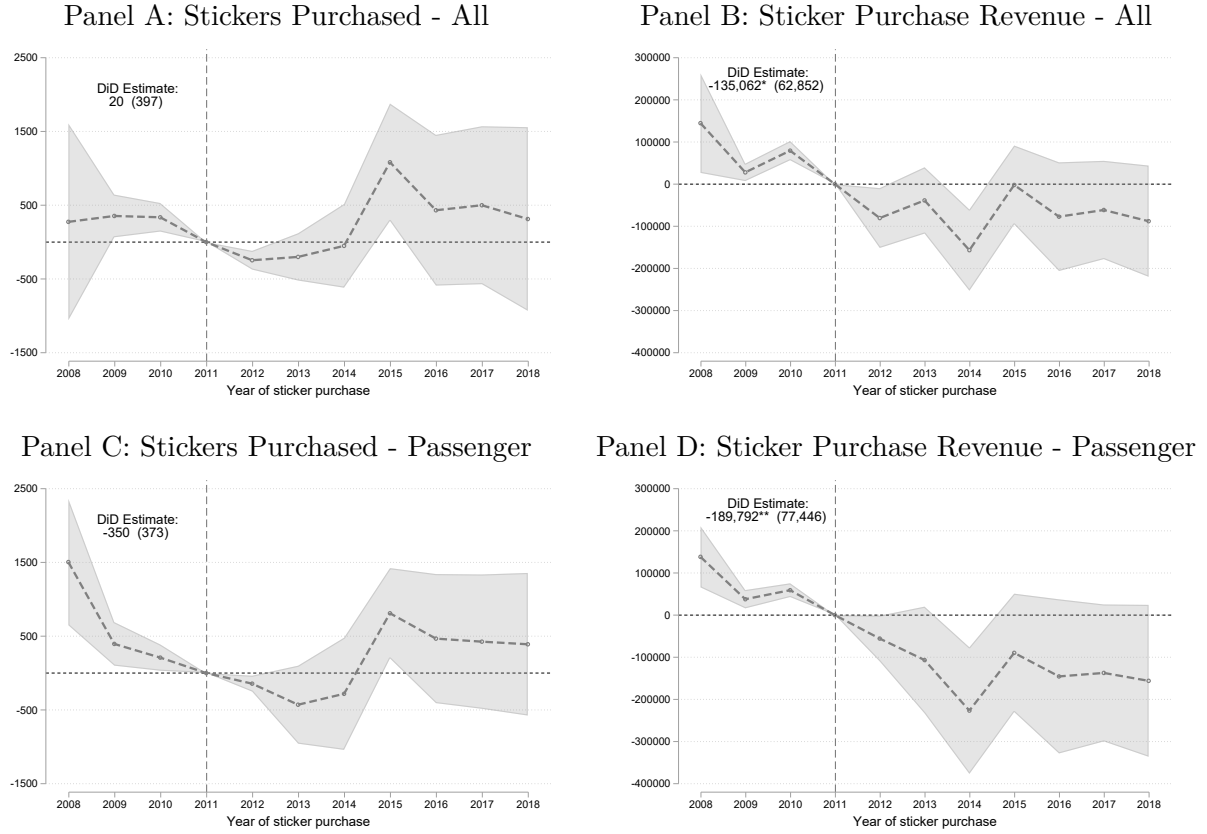 Panel A: Stickers Purchased - All
2500
1500
500
-500
-1500
DiD Estimate:
20 (397)
2008 2009 2010 2011 2012 2013 2014 2015 2016 2017 2018
Year of sticker purchase
Panel B: Sticker Purchase Revenue - All
300000
200000
100000
0
-100000
-200000
-300000
-400000
DiD Estimate:
-135,062* (62,852)
2008 2009 2010 2011 2012 2013 2014 2015 2016 2017 2018
Year of sticker purchase
Panel C: Stickers Purchased - Passenger
2500
1500
500
-500
-1500
DiD Estimate:
-350 (373)
2008 2009 2010 2011 2012 2013 2014 2015 2016 2017 2018
Year of sticker purchase
Panel D: Sticker Purchase Revenue - Passenger
300000
200000
100000
0
-100000
-200000
-300000
-400000
DiD Estimate:
-189,792** (77,446)
2008 2009 2010 2011 2012 2013 2014 2015 2016 2017 2018
Year of sticker purchase